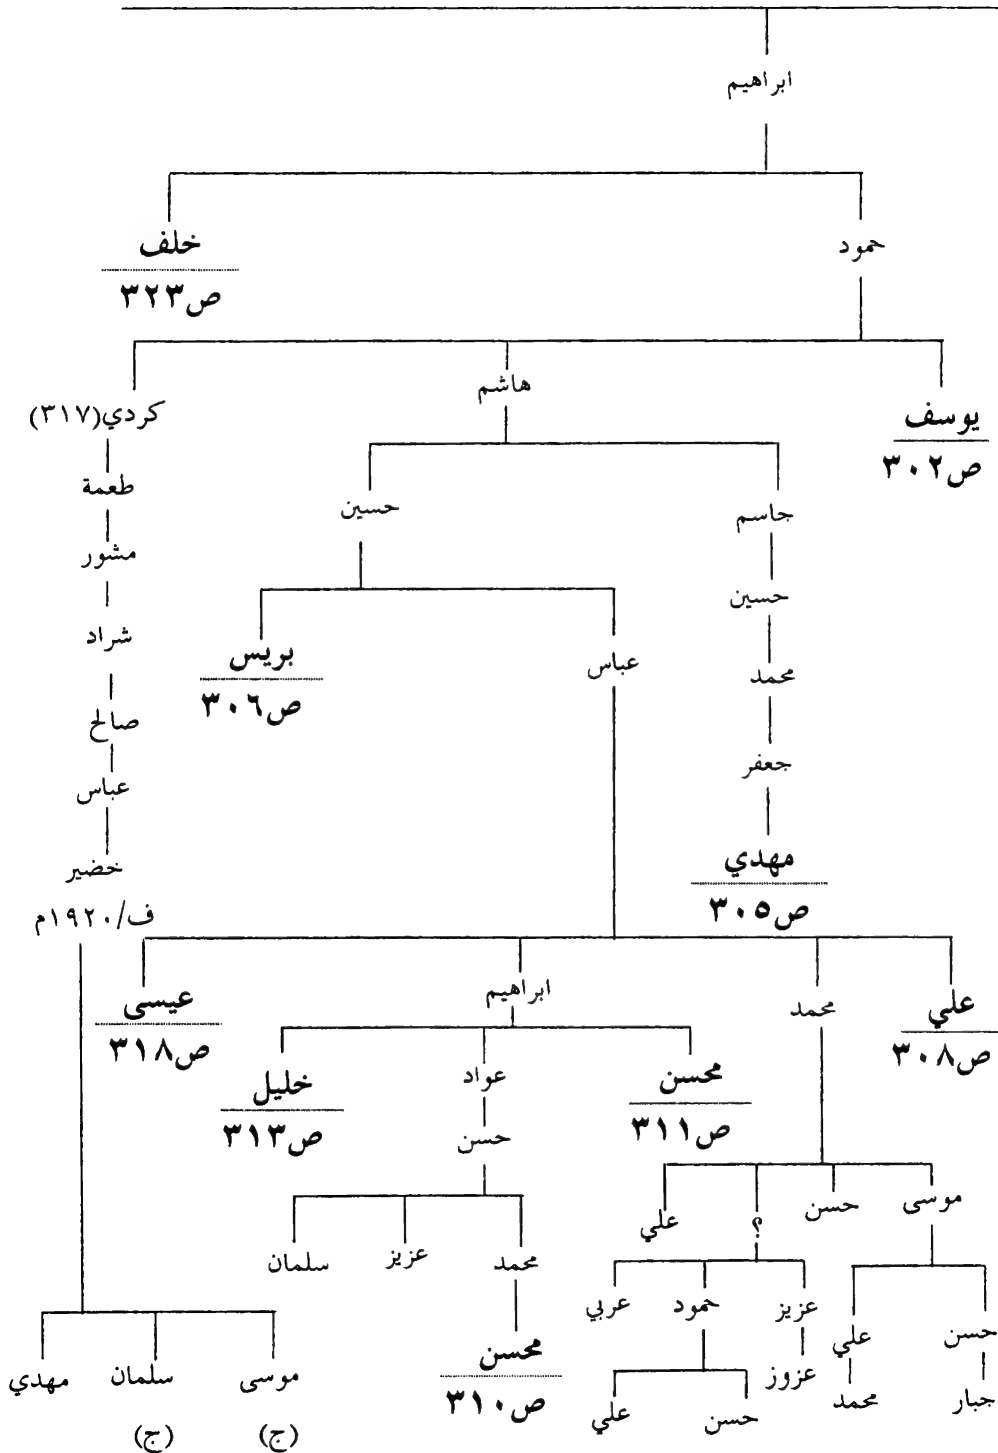 ابراهيم
حمود
خلف
ص٣٢٣
يوسف
ص٣٠٢
هاشم
كردي(٣١٧)
طعمة
مشور
شراد
صالح
عباس
خضير
ف/١٩٢٠م
جاسم
حسين
حسين
محمد
جعفر
مهدي
ص٣٠٥
عباس
بريس
ص٣٠٦
علي
ص٣٠٨
محمد
ابراهيم
عيسى
ص٣١٨
محسن
ص٣١١
عواد
حسن
خليل
ص٣١٣
موسى
حسن
؟
علي
محمد
عزيز
سلمان
عزيز
حمود
عربي
حسن
علي
جبار
محمد
عزوز
حسن
علي
محسن
ص٣١٠
موسى
سلمان
مهدي
(ج)
(ج)